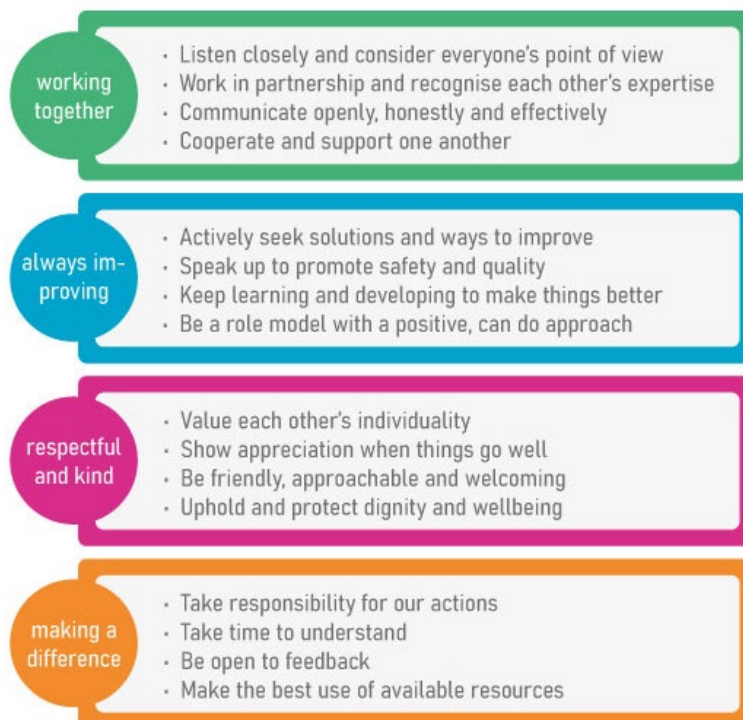 working
together
· Listen closely and consider everyone's point of view
· Work in partnership and recognise each other's expertise
· Communicate openly, honestly and effectively
· Cooperate and support one another
always im-
proving
· Actively seek solutions and ways to improve
· Speak up to promote safety and quality
· Keep learning and developing to make things better
· Be a role model with a positive, can do approach
respectful
and kind
· Value each other's individuality
· Show appreciation when things go well
· Be friendly, approachable and welcoming
· Uphold and protect dignity and wellbeing
making a
difference
· Take responsibility for our actions
· Take time to understand
· Be open to feedback
· Make the best use of available resources